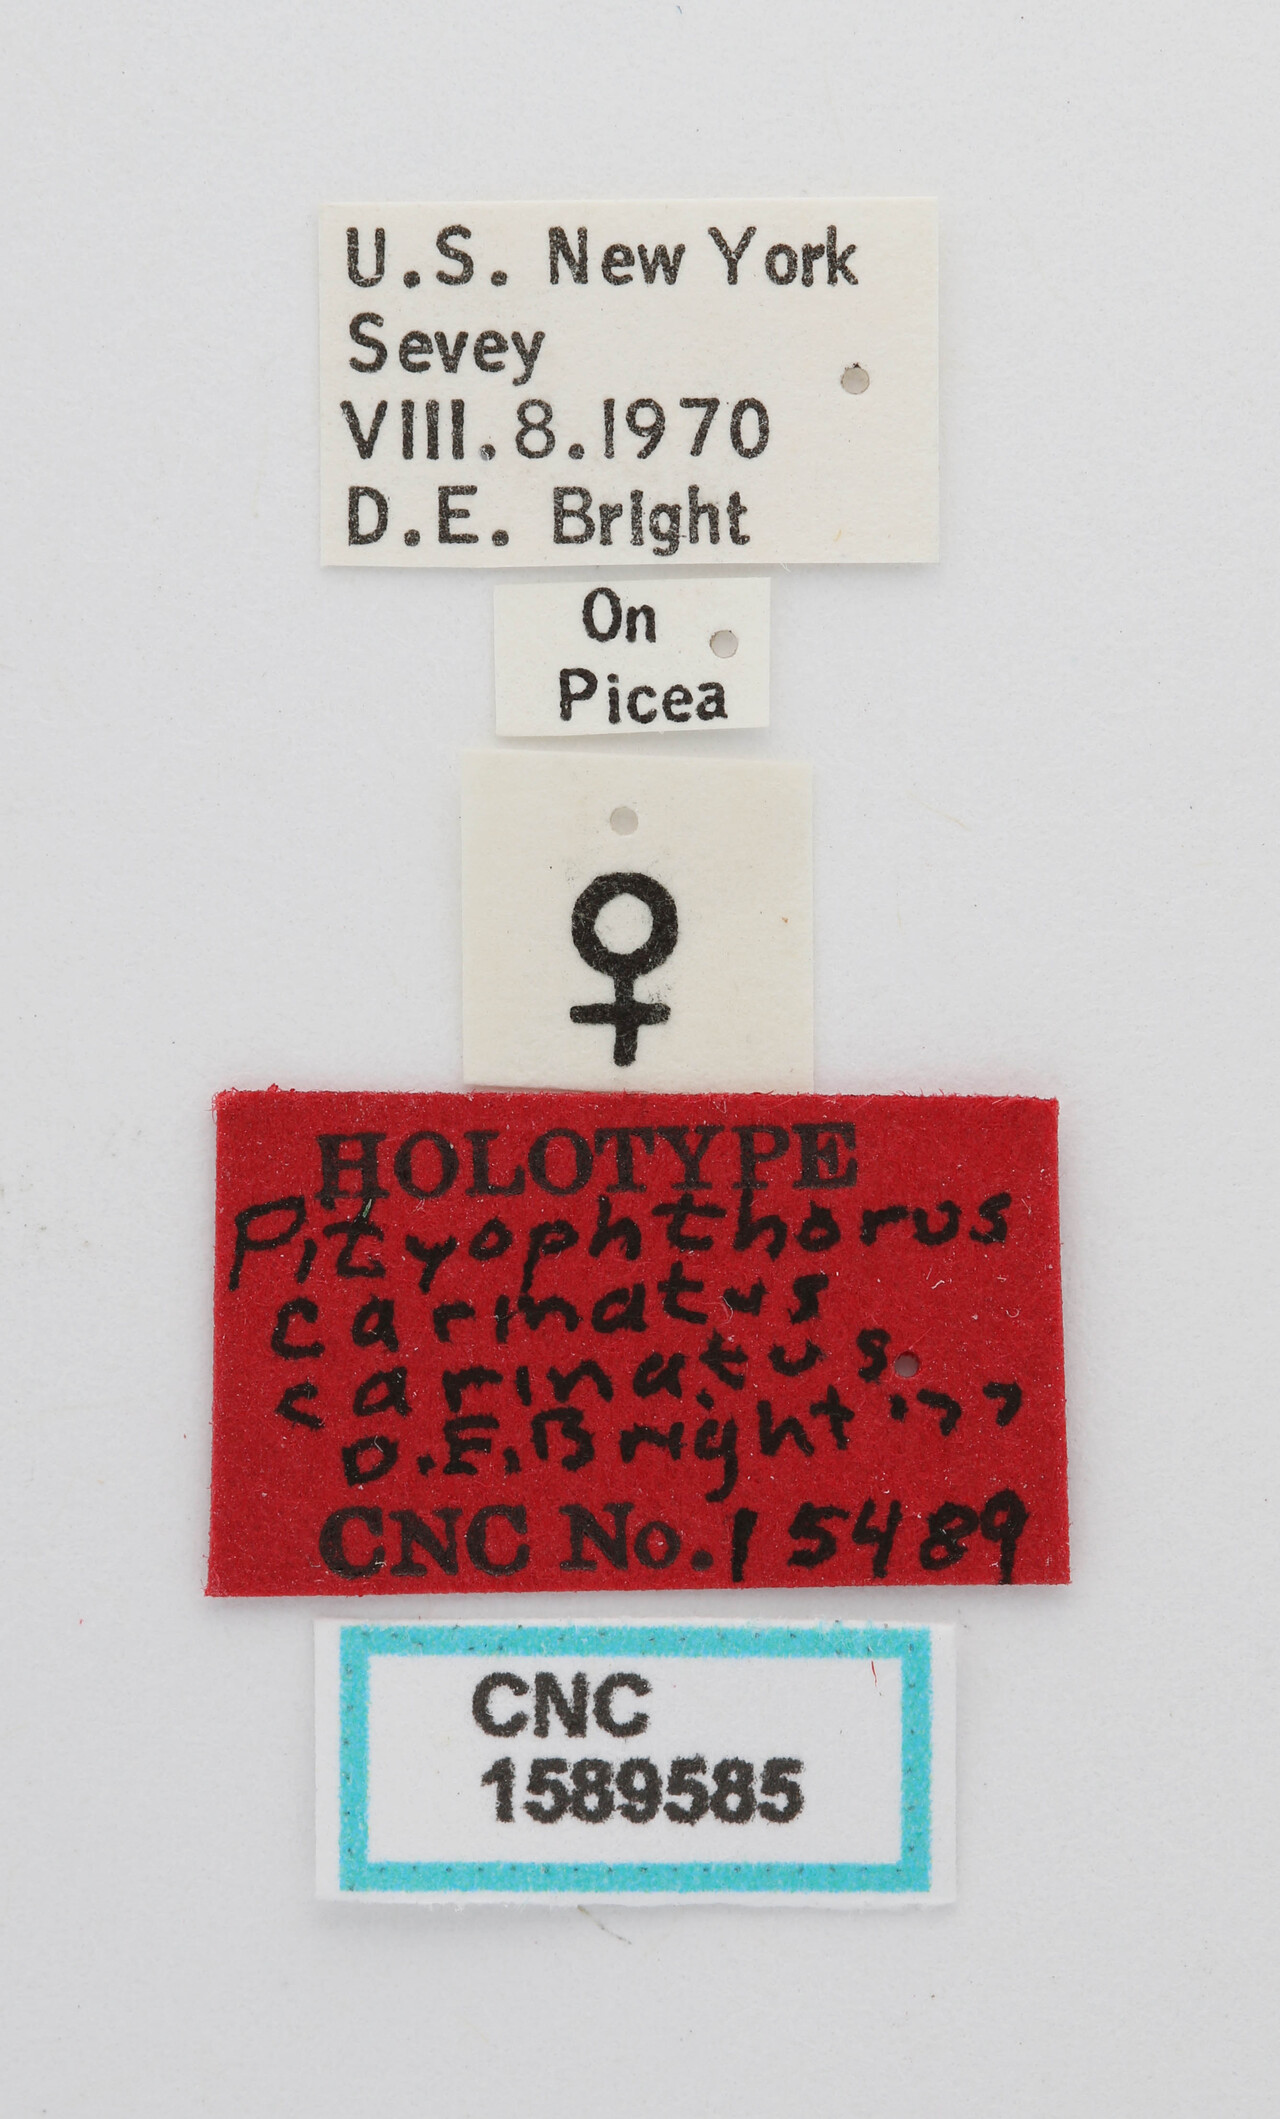 U.S. New York
Sevey
VIII.8.1970
D.E. Bright
On
Picea
♀
HOLOTYPE
Pityophthorus
carinatus
carinatus
D.E. Bright '77
CNC No. 15489
CNC
1589585